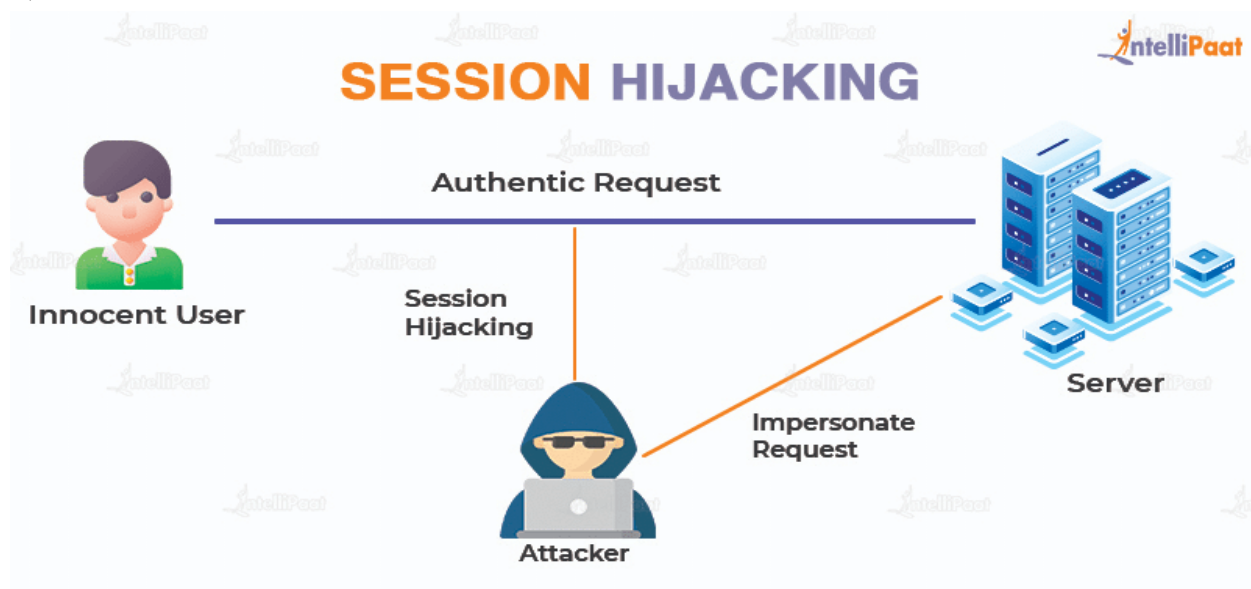 IntelliPaat
SESSION HIJACKING
Authentic Request
Innocent User
Session
Hijacking
Server
Impersonate
Request
Attacker